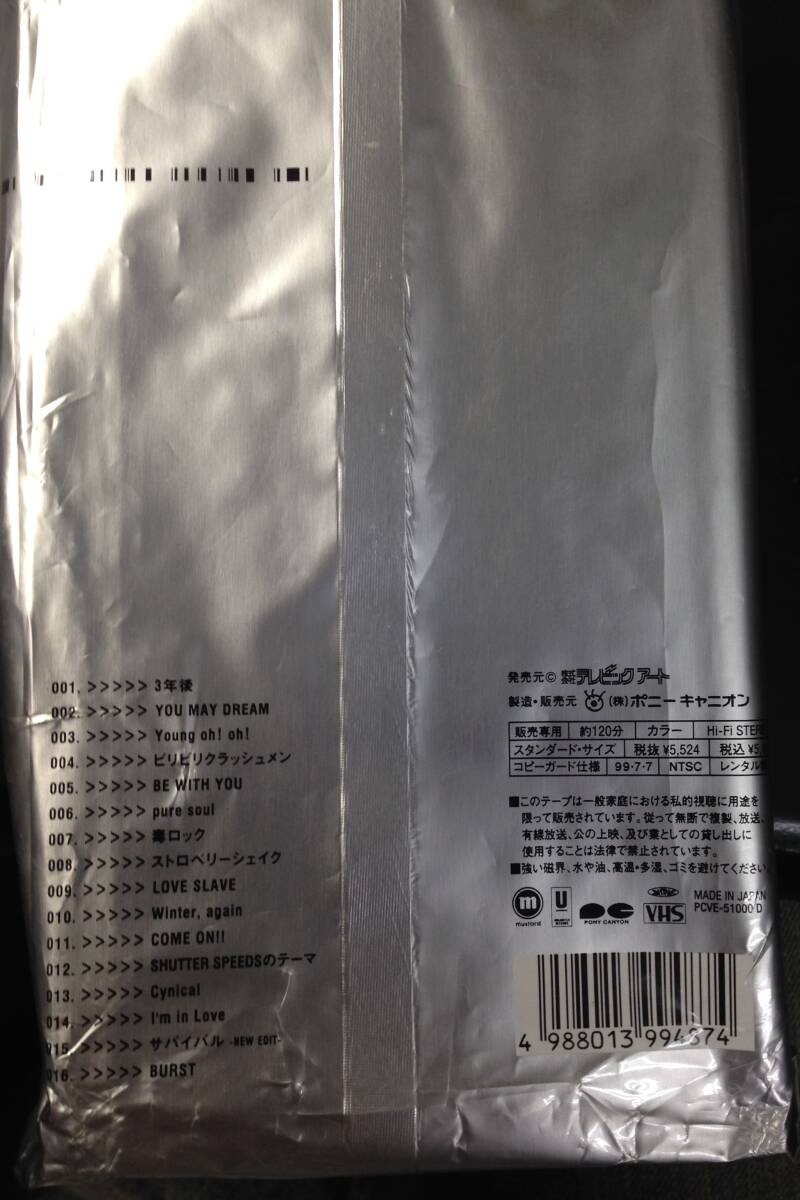 001. >>>>> 3年後
002. >>>>> YOU MAY DREAM
003. >>>>> Young oh! oh!
004. >>>>> ビリビリクラッシュメン
005. >>>>> BE WITH YOU
006. >>>>> pure soul
007. >>>>> 毒ロック
008. >>>>> ストロベリーシェイク
009. >>>>> LOVE SLAVE
010. >>>>> Winter, again
011. >>>>> COME ON!!
012. >>>>> SHUTTER SPEEDSのテーマ
013. >>>>> Cynical
014. >>>>> I'm in Love
015. >>>>> サバイバル -NEW EDIT-
016. >>>>> BURST
発売元© 株式会社テレビックアート
製造・販売元 (株)ポニーキャニオン
販売専用 約120分 カラー Hi-Fi
スタンダード・サイズ 税抜¥5,524 税込
コピーガード仕様 99・7・7 NTSC レンタル
■このテープは一般家庭における私的視聴に用途を
限って販売されています。従って無断で複製、放送、
有線放送、公の上映、及び業としての貸し出しに
使用することは法律で禁止されています。
■強い磁界、水や油、高温・多湿、ゴミを避けてください。
m U PC VHS MADE IN JAPAN
mustard PONY CANYON PCVE-51000 D
4 988013 994374